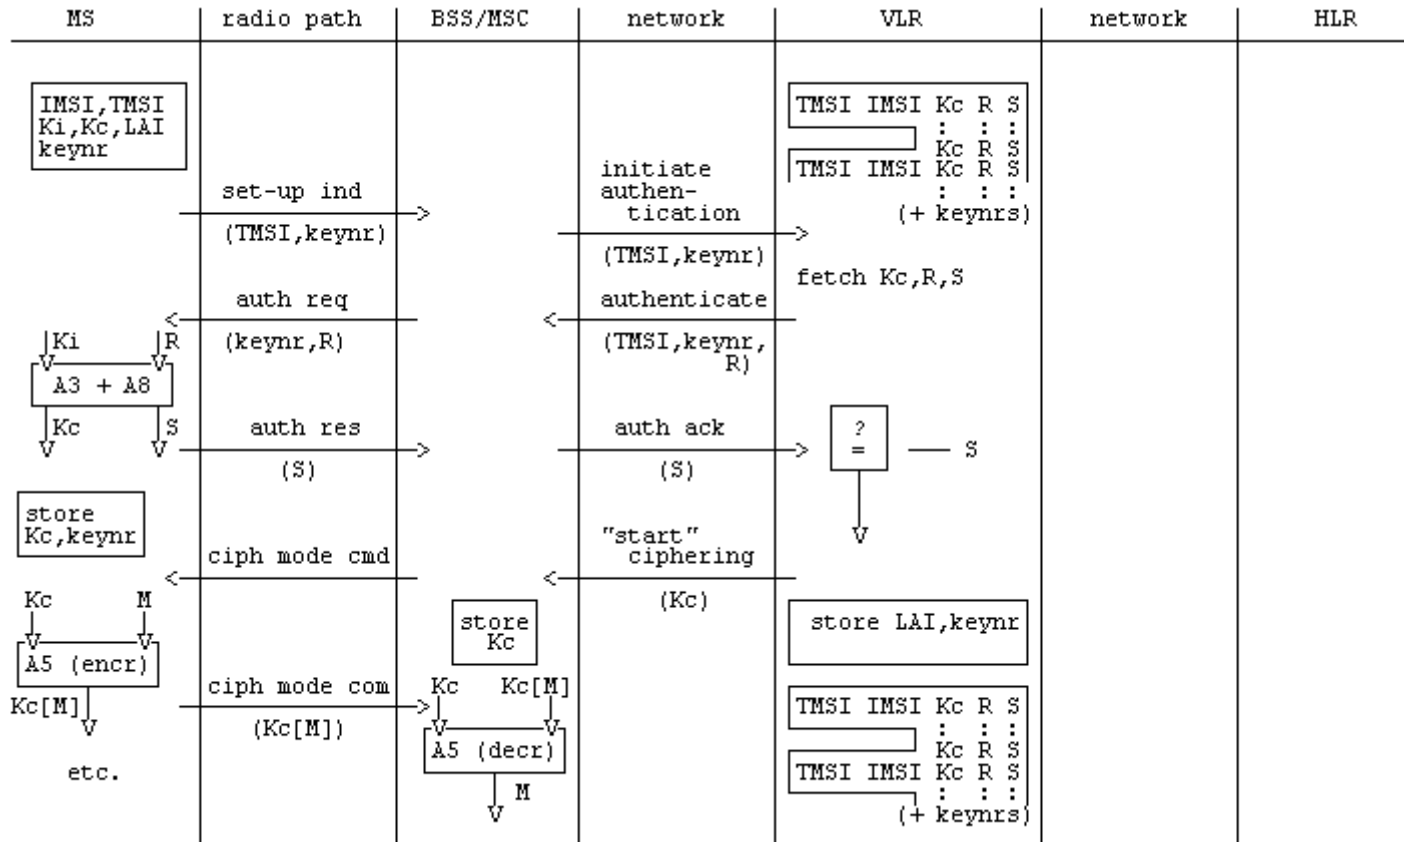 MS radio path BSS/MSC network VLR network HLR
IMSI,TMSI
Ki,Kc,LAI
keynr
TMSI IMSI Kc R S
: : :
Kc R S
TMSI IMSI Kc R S
: : :
(+ keynrs)
set-up ind
(TMSI,keynr)
initiate
authen-
tication
(TMSI,keynr)
fetch Kc,R,S
auth req
(keynr,R)
authenticate
(TMSI,keynr,
R)
Ki R
A3 + A8
Kc S
auth res
(S)
auth ack
(S)
?
=
S
store
Kc,keynr
ciph mode cmd
"start"
ciphering
(Kc)
store
Kc
store LAI,keynr
Kc M
A5 (encr)
Kc[M]
ciph mode com
(Kc[M])
Kc Kc[M]
A5 (decr)
M
TMSI IMSI Kc R S
: : :
Kc R S
TMSI IMSI Kc R S
: : :
(+ keynrs)
etc.